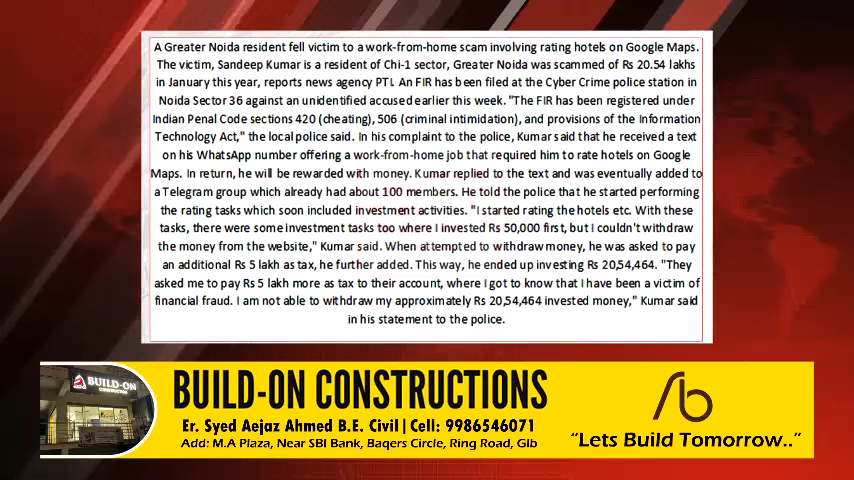 A Greater Noida resident fell victim to a work-from-home scam involving rating hotels on Google Maps.
The victim, Sandeep Kumar is a resident of Chi-1 sector, Greater Noida was scammed of Rs 20.54 lakhs
in January this year, reports news agency PTI. An FIR has been filed at the Cyber Crime police station in
Noida Sector 36 against an unidentified accused earlier this week. "The FIR has been registered under
Indian Penal Code sections 420 (cheating), 506 (criminal intimidation), and provisions of the Information
Technology Act," the local police said. In his complaint to the police, Kumar said that he received a text
on his WhatsApp number offering a work-from-home job that required him to rate hotels on Google
Maps. In return, he will be rewarded with money. Kumar replied to the text and was eventually added to
a Telegram group which already had about 100 members. He told the police that he started performing
the rating tasks which soon included investment activities. "I started rating the hotels etc. With these
tasks, there were some investment tasks too where I invested Rs 50,000 first, but I couldn't withdraw
the money from the website," Kumar said. When attempted to withdraw money, he was asked to pay
an additional Rs 5 lakh as tax, he further added. This way, he ended up investing Rs 20,54,464. "They
asked me to pay Rs 5 lakh more as tax to their account, where I got to know that I have been a victim of
financial fraud. I am not able to withdraw my approximately Rs 20,54,464 invested money," Kumar said
in his statement to the police.
BUILD-ON
BUILD-ON CONSTRUCTIONS
Er. Syed Aejaz Ahmed B.E. Civil | Cell: 9986546071
Add: M.A Plaza, Near SBI Bank, Baqers Circle, Ring Road, Glb
"Lets Build Tomorrow.."